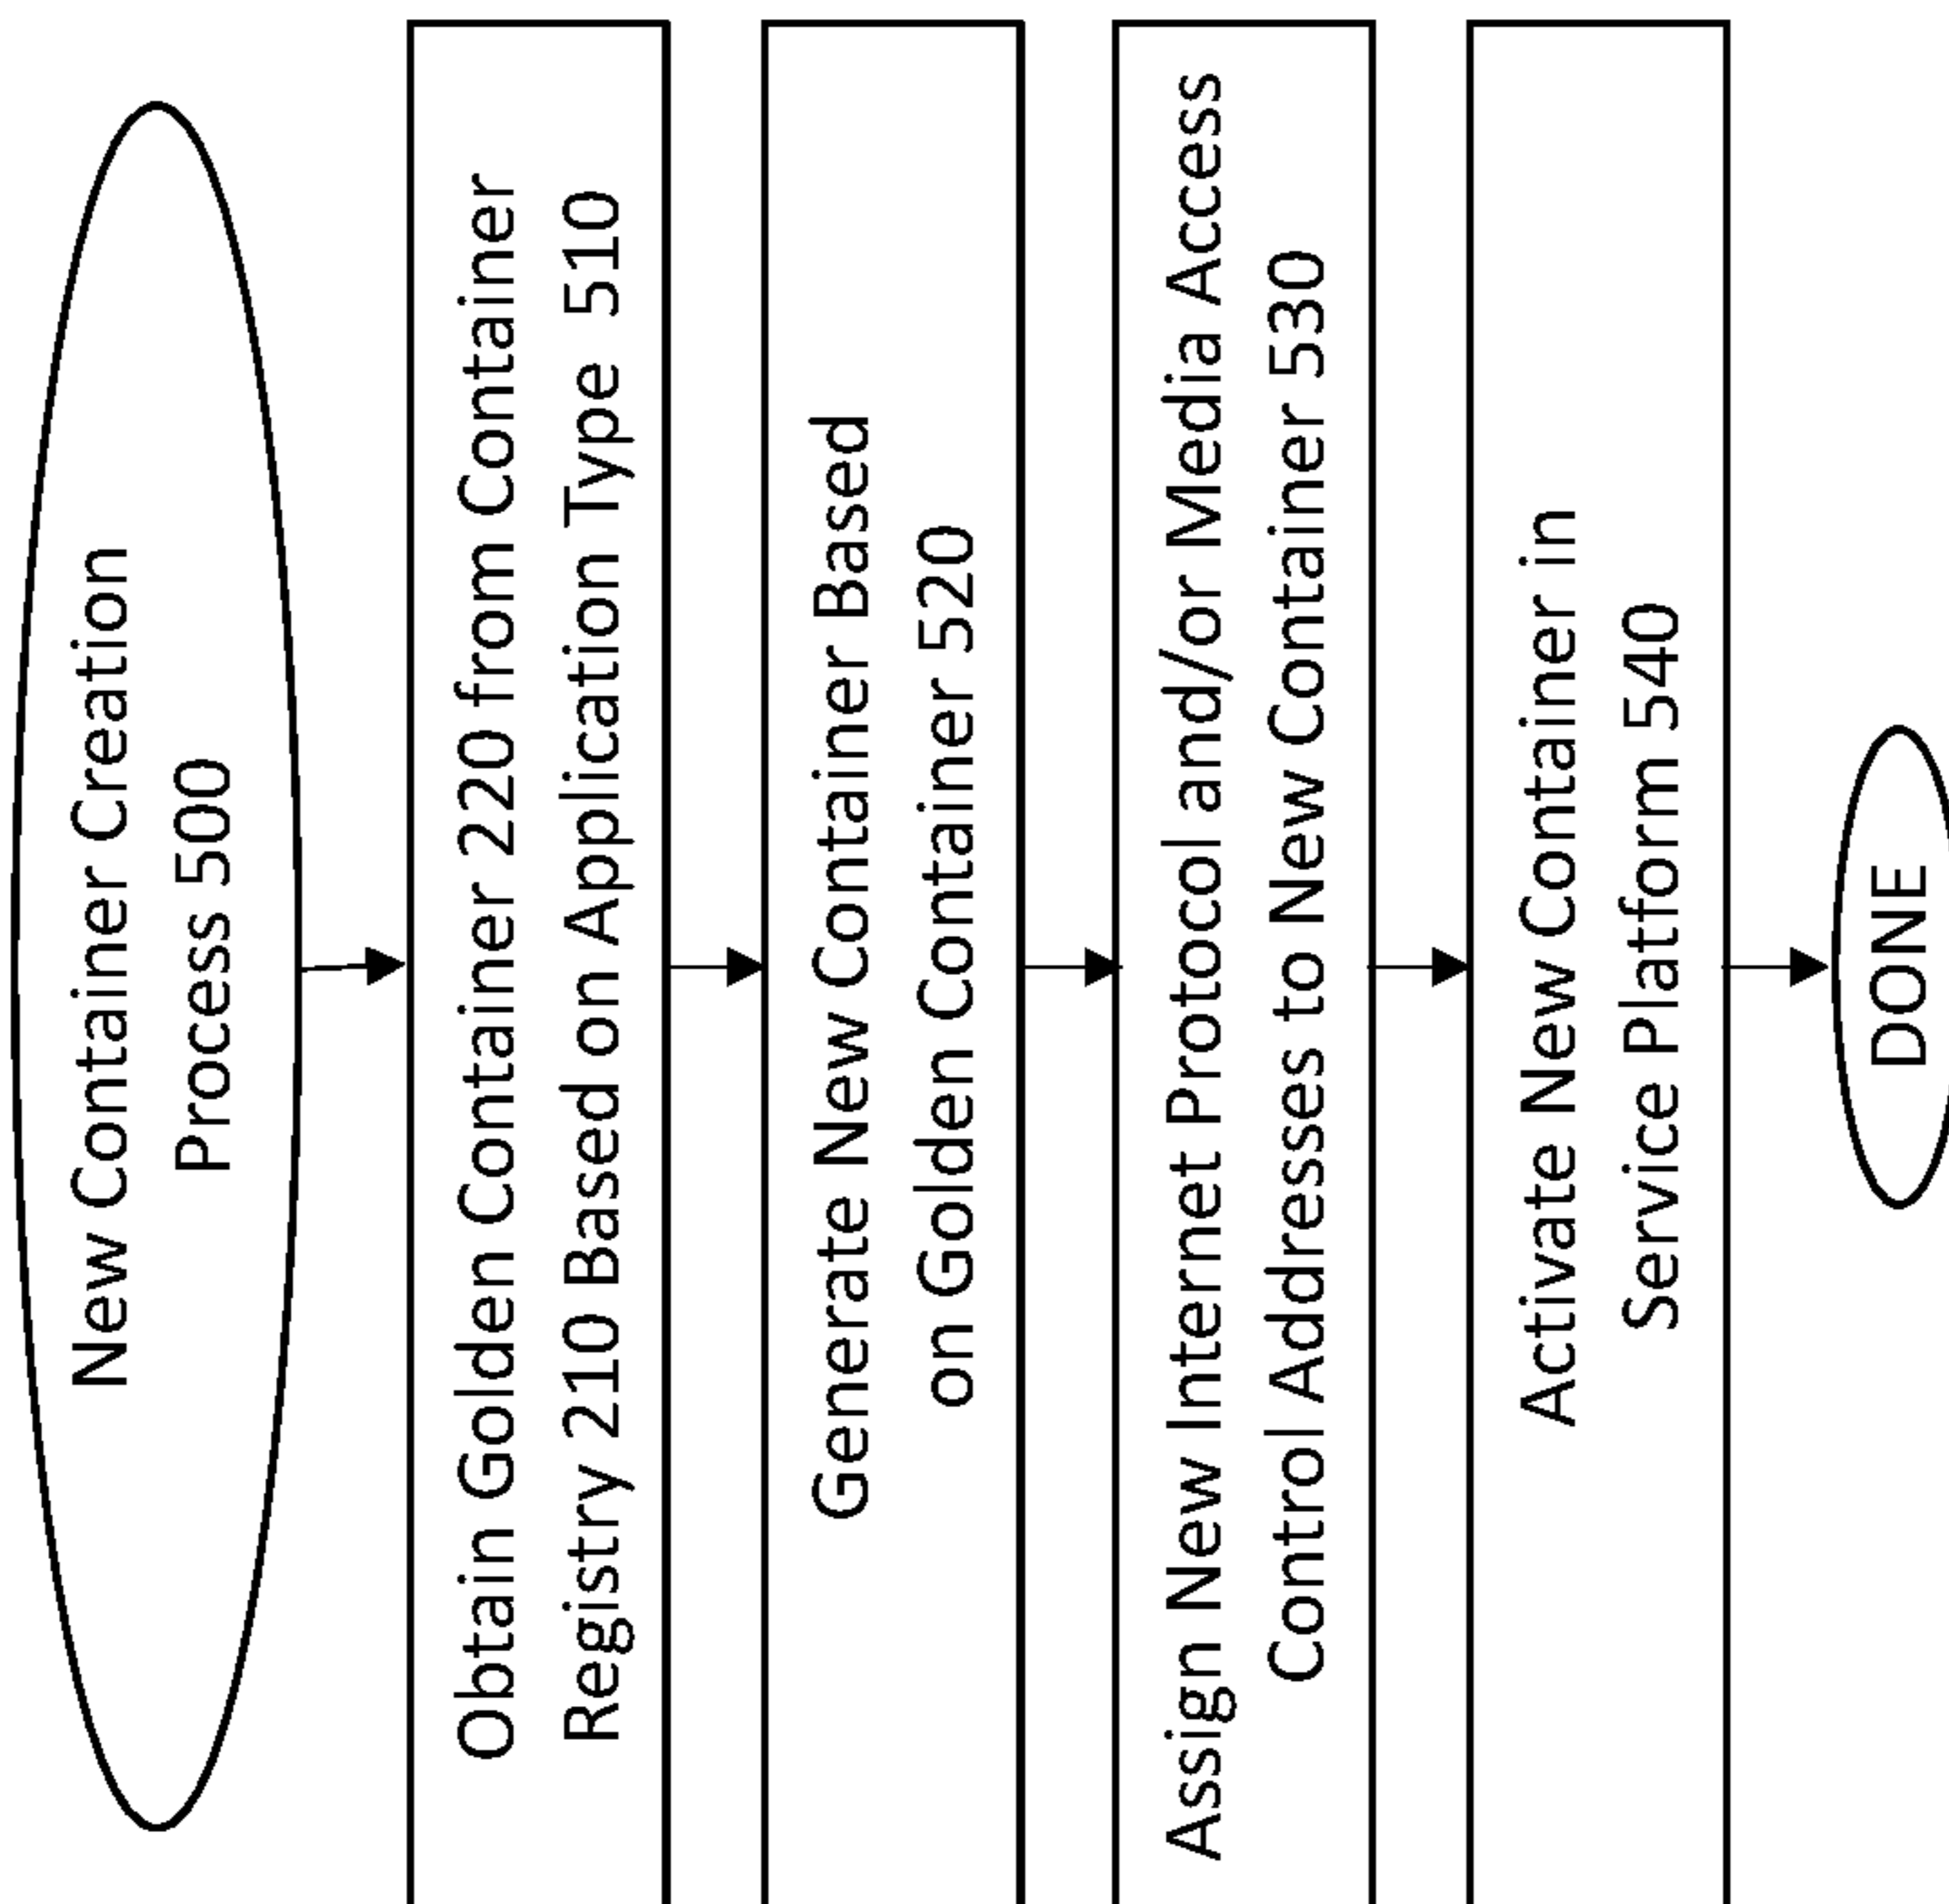 New Container Creation
Process 500
Obtain Golden Container 220 from Container
Registry 210 Based on Application Type 510
Generate New Container Based
on Golden Container 520
Assign New Internet Protocol and/or Media Access
Control Addresses to New Container 530
Activate New Container in
Service Platform 540
DONE